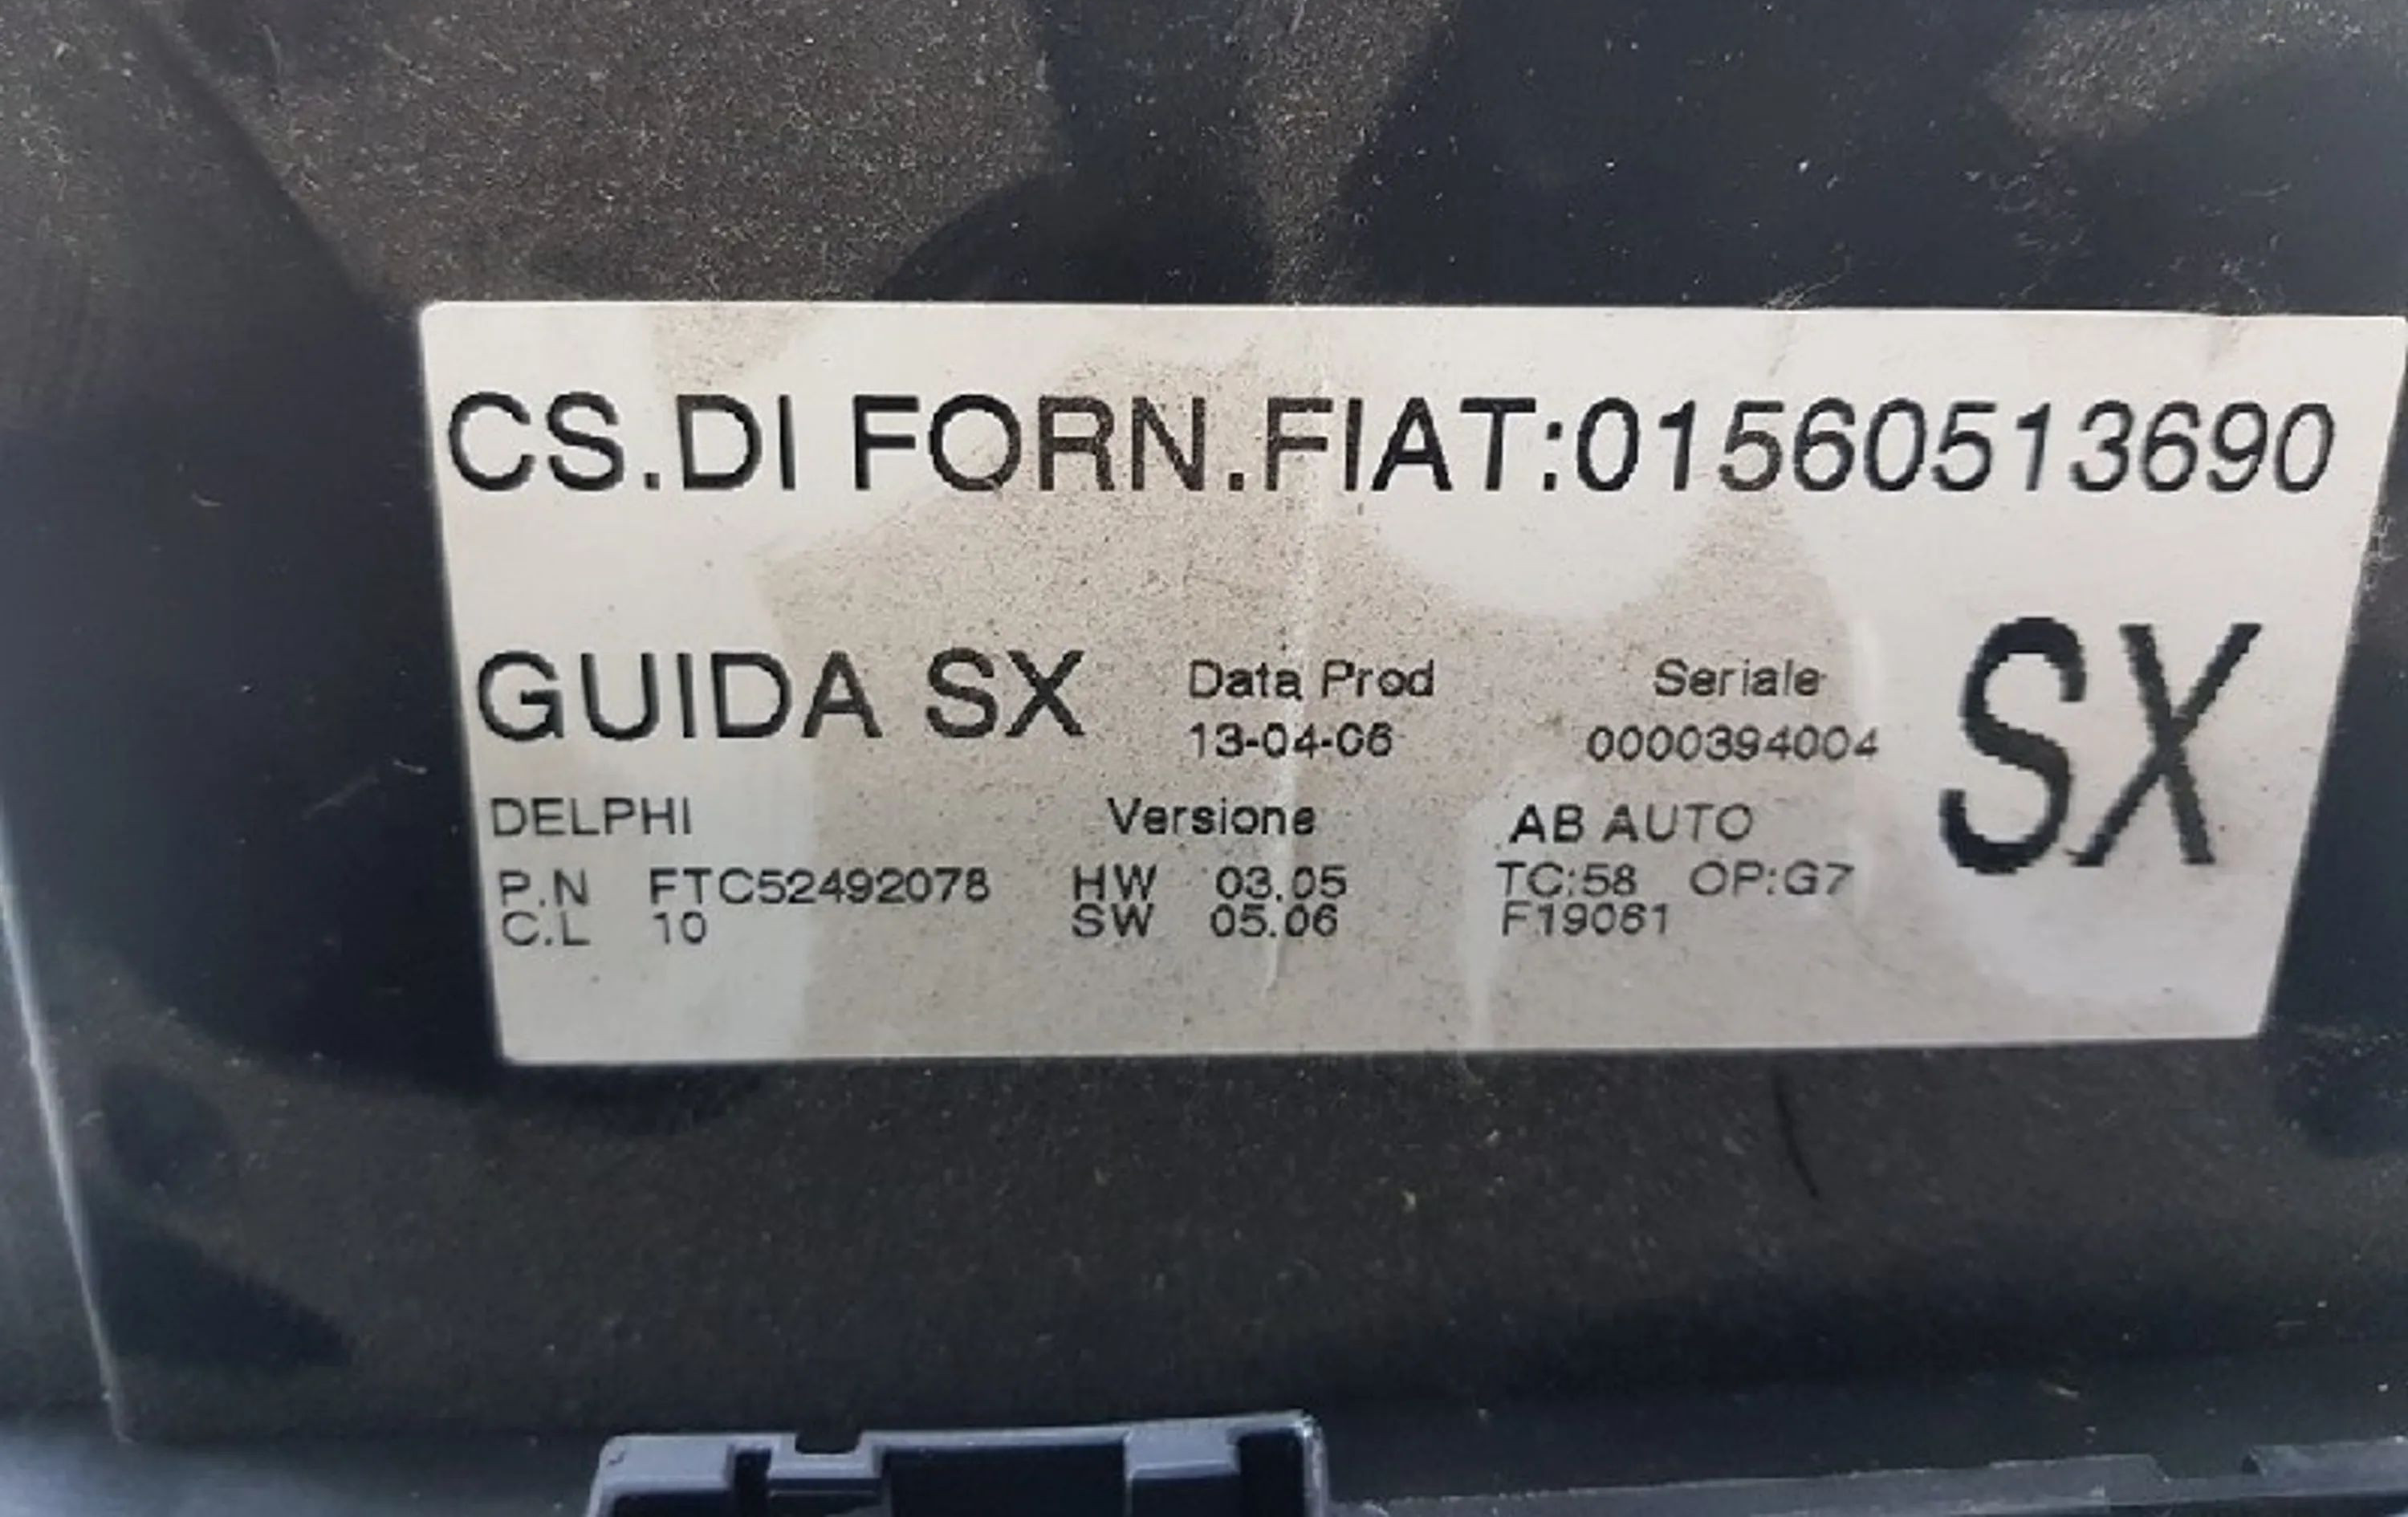 CS.DI FORN.FIAT:01560513690
GUIDA SX
Data Prod
13-04-06
Seriale
0000394004
SX
DELPHI
Versione
AB AUTO
P.N FTC52492078
HW 03.05
TC:58 OP:G7
C.L 10
SW 05.06
F19061